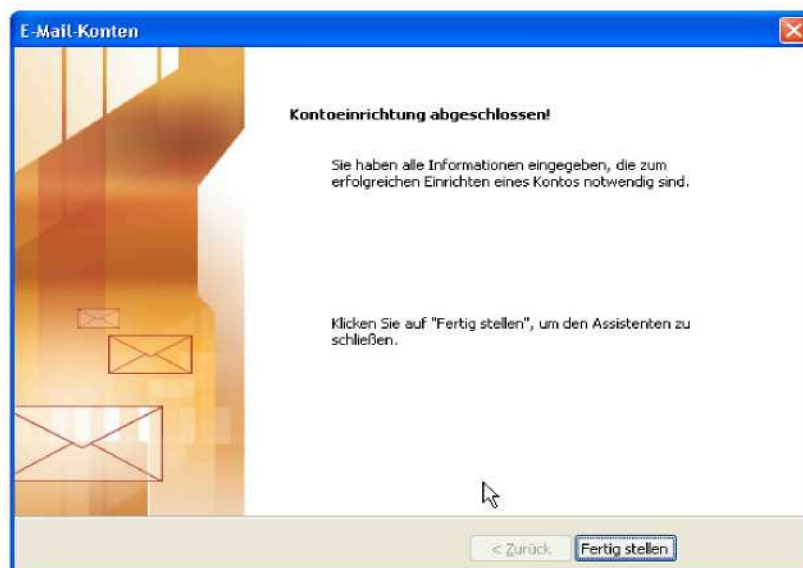 E-Mail-Konten
Kontoeinrichtung abgeschlossen!
Sie haben alle Informationen eingegeben, die zum
erfolgreichen Einrichten eines Kontos notwendig sind.
Klicken Sie auf "Fertig stellen", um den Assistenten zu
schließen.
< Zurück
Fertig stellen